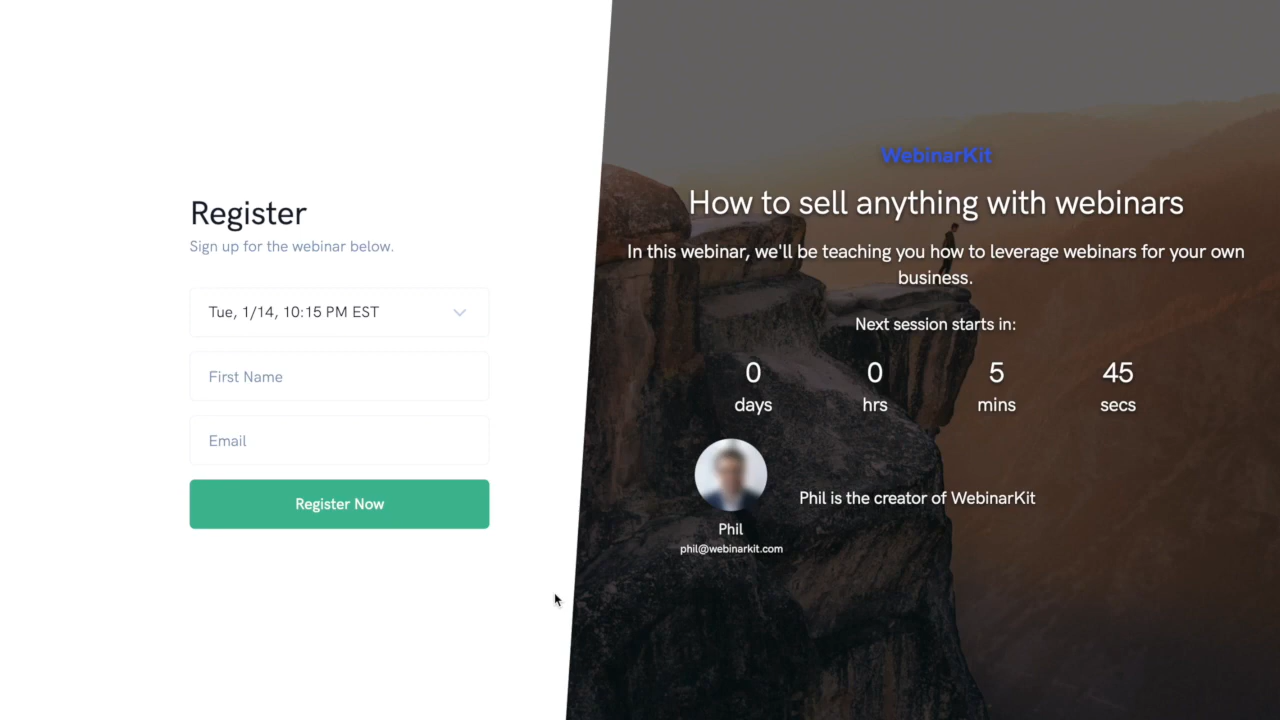 Register
Sign up for the webinar below.
Tue, 1/14, 10:15 PM EST
First Name
Email
Register Now
WebinarKit
How to sell anything with webinars
In this webinar, we'll be teaching you how to leverage webinars for your own
business.
Next session starts in:
0 0 5 45
days hrs mins secs
Phil is the creator of WebinarKit
Phil
phil@webinarkit.com